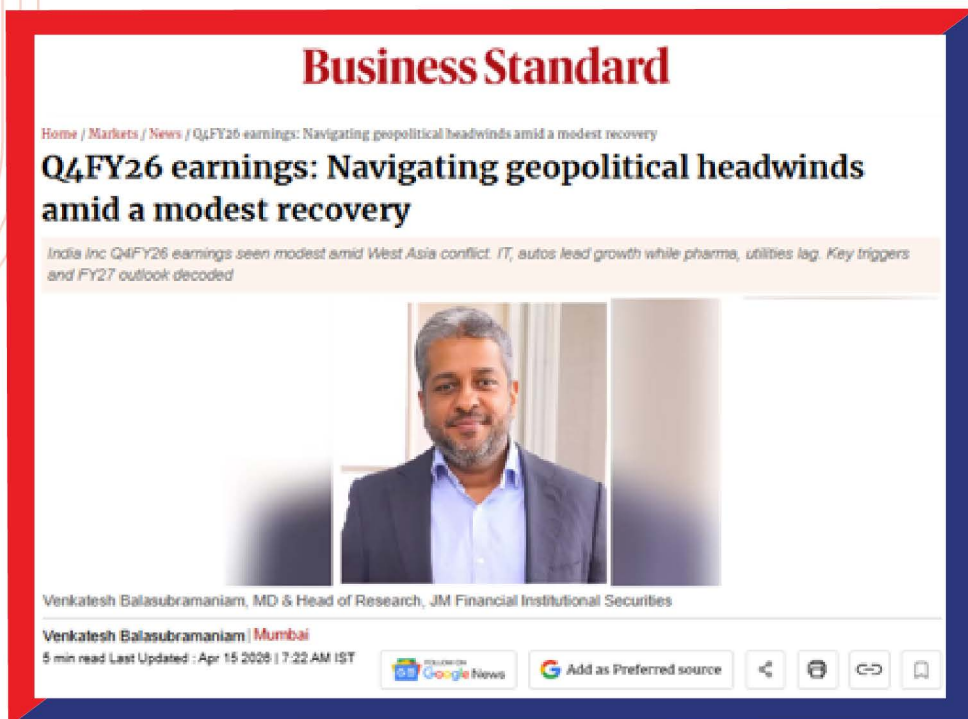 Business Standard
Home / Markets / News / Q4FY26 earnings: Navigating geopolitical headwinds amid a modest recovery
Q4FY26 earnings: Navigating geopolitical headwinds
amid a modest recovery
India Inc Q4FY26 earnings seen modest amid West Asia conflict. IT, autos lead growth while pharma, utilities lag. Key triggers
and FY27 outlook decoded
Venkatesh Balasubramaniam, MD & Head of Research, JM Financial Institutional Securities
Venkatesh Balasubramaniam | Mumbai
5 min read Last Updated : Apr 15 2026 | 7:22 AM IST
FOLLOW ON
Google News
Add as Preferred source